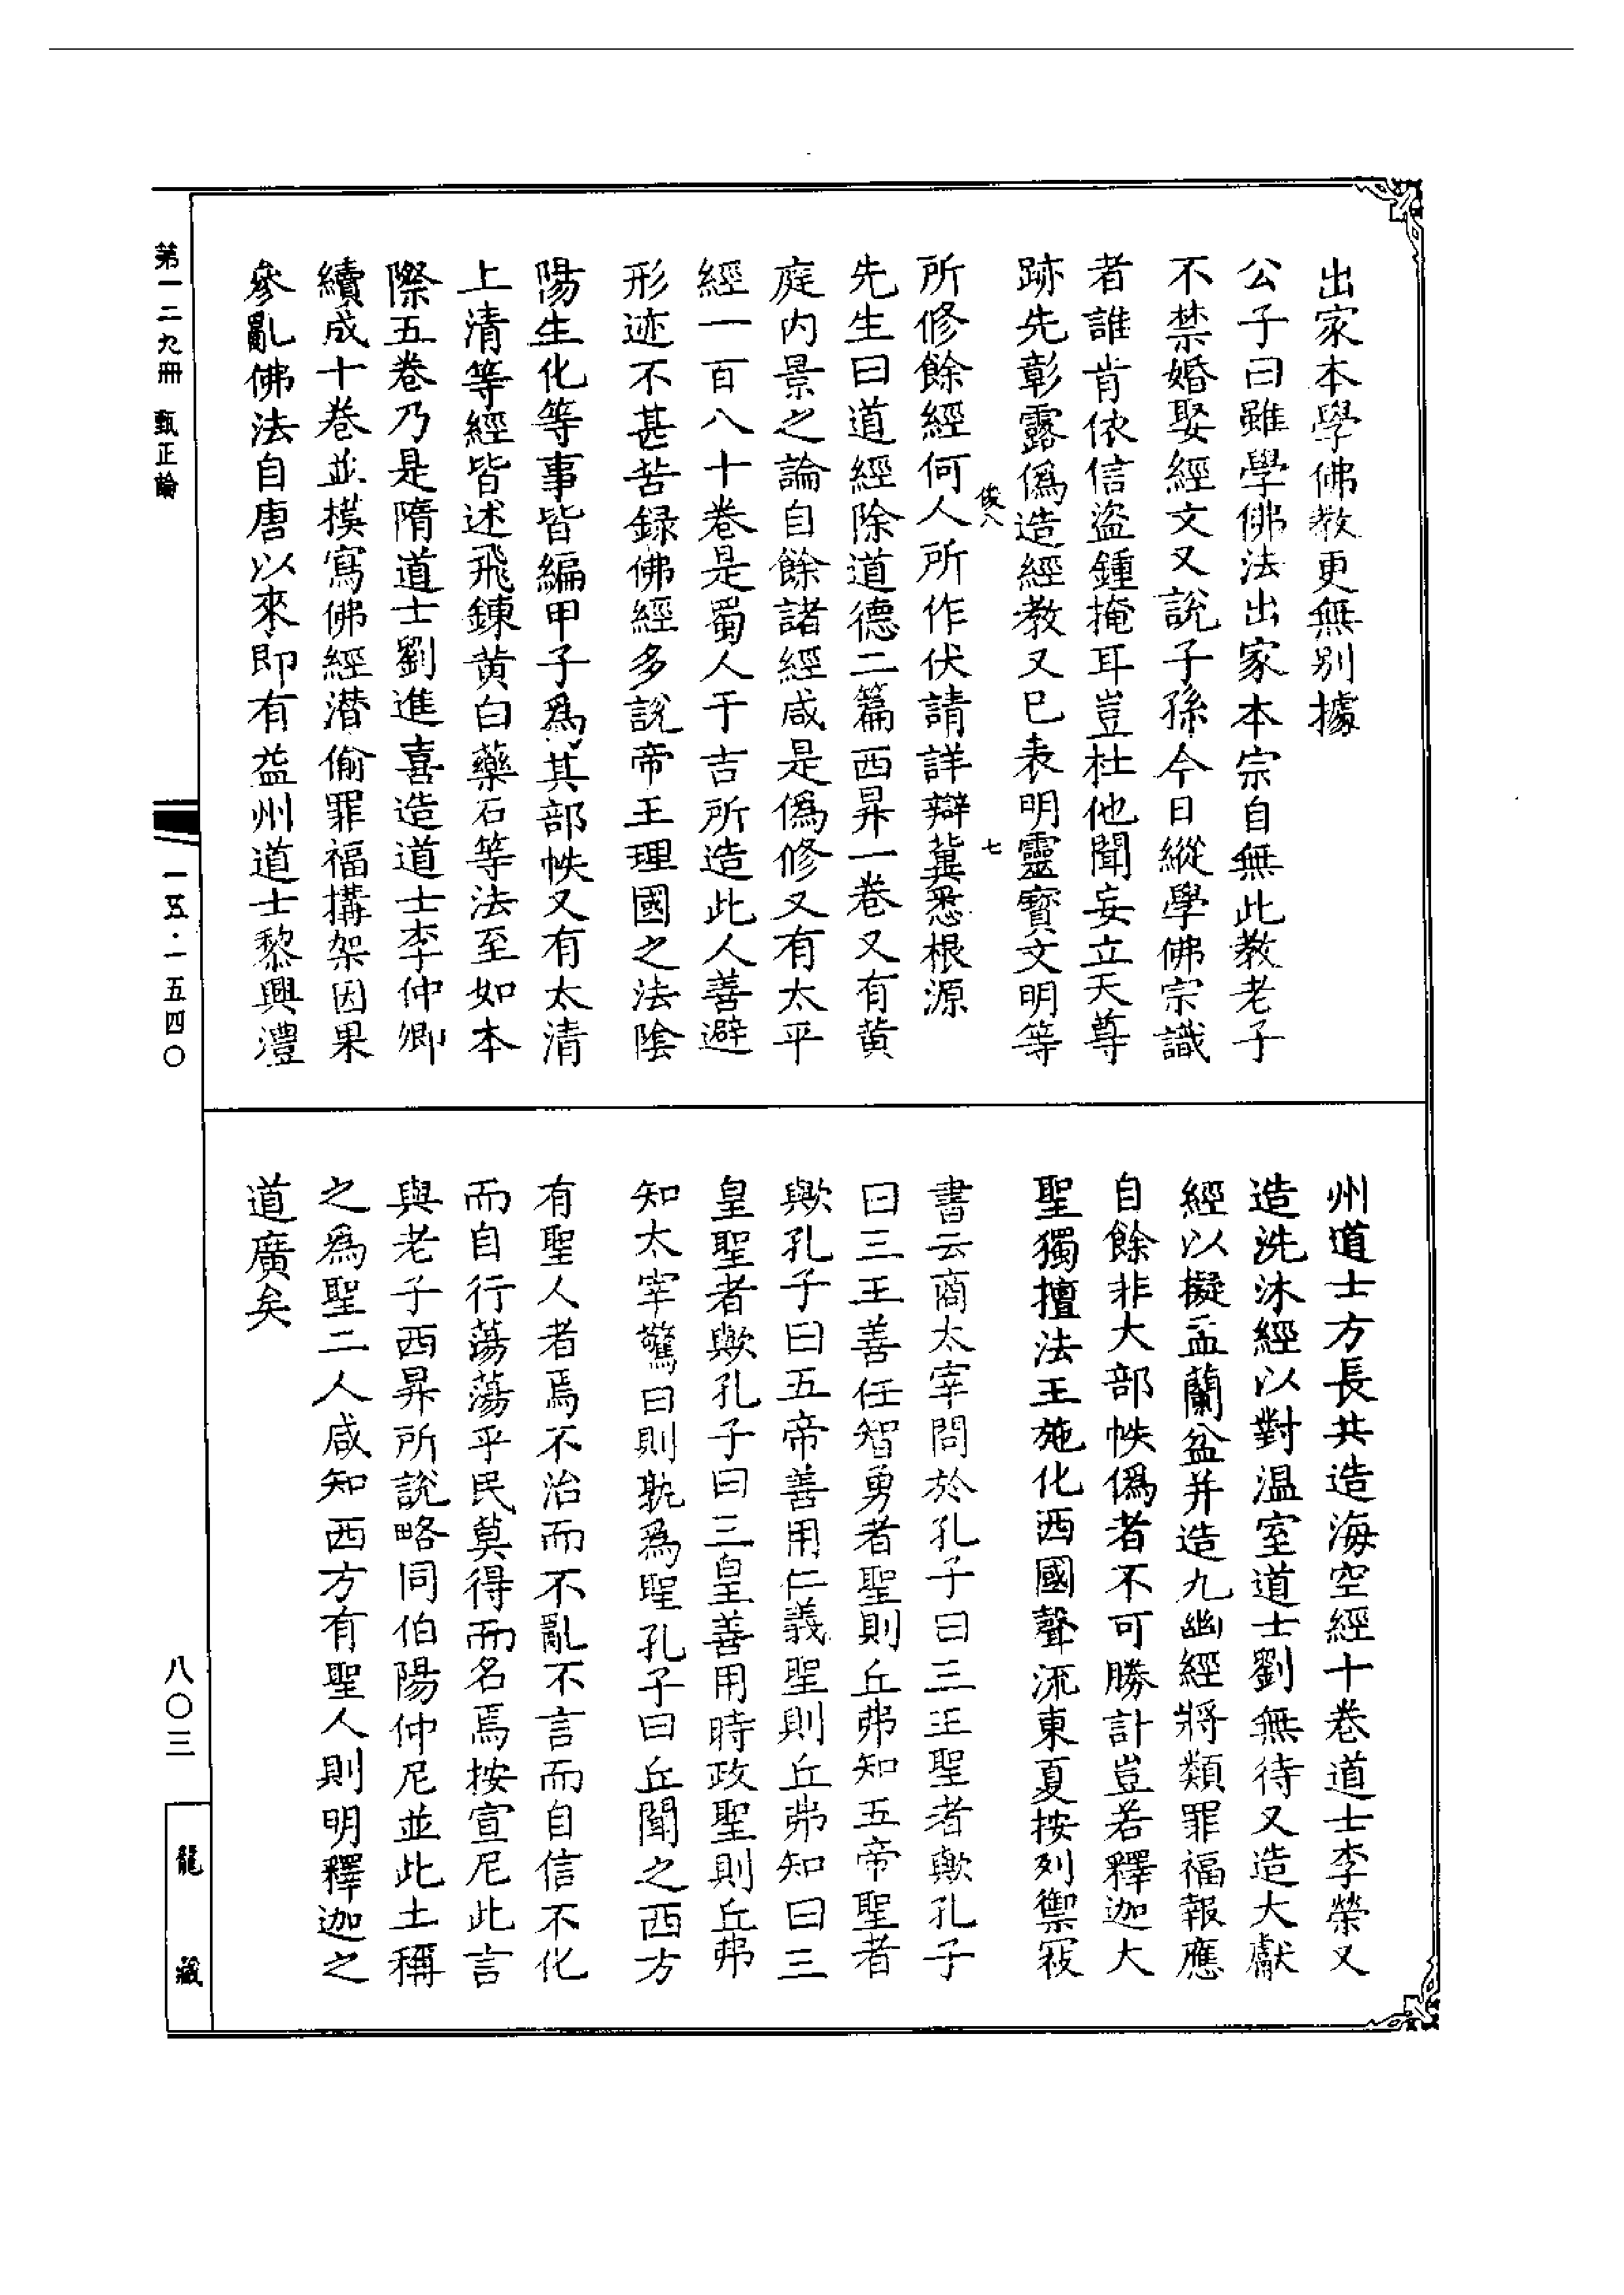 出家本學佛教更無別據
公子曰雖學佛法出家本宗自無此教老子
不禁婚娶經文又說子孫今日縱學佛宗識
者誰肯依信盜鍾掩耳豈杜他聞妄立天尊
跡先彰露偽造經教又已表明靈寶文明等
俊八 七
所修餘經何人所作伏請詳辯冀悉根源
先生曰道經除道德二篇西昇一卷又有黃
庭內景之論自餘諸經咸是偽修又有太平
經一百八十卷是蜀人于吉所造此人善避
形迹不甚苦録佛經多說帝王理國之法陰
陽生化等事皆編甲子為其部帙又有太清
上清等經皆述飛鍊黃白藥石等法至如本
際五卷乃是隋道士劉進喜造道士李仲卿
續成十卷並模寫佛經潛偷罪福搆架因果
參亂佛法自唐以來即有益州道士黎興澧
州道士方長共造海空經十卷道士李榮又
造洗沐經以對溫室道士劉無待又造大獻
經以擬盂蘭盆并造九幽經將類罪福報應
自餘非大部帙偽者不可勝計豈若釋迦大
聖獨擅法王施化西國聲流東夏按列禦寇
書云商太宰問於孔子曰三王聖者歟孔子
曰三王善任智勇者聖則丘弗知五帝聖者
歟孔子曰五帝善用仁義聖則丘弗知曰三
皇聖者歟孔子曰三皇善用時政聖則丘弗
知太宰驚曰則孰為聖孔子曰丘聞之西方
有聖人者焉不治而不亂不言而自信不化
而自行蕩蕩乎民莫得而名焉按宣尼此言
與老子西昇所說略同伯陽仲尼並此土稱
之為聖二人咸知西方有聖人則明釋迦之
道廣矣
第一二九冊 甄正論
一五·一五四〇
八〇三
龍藏